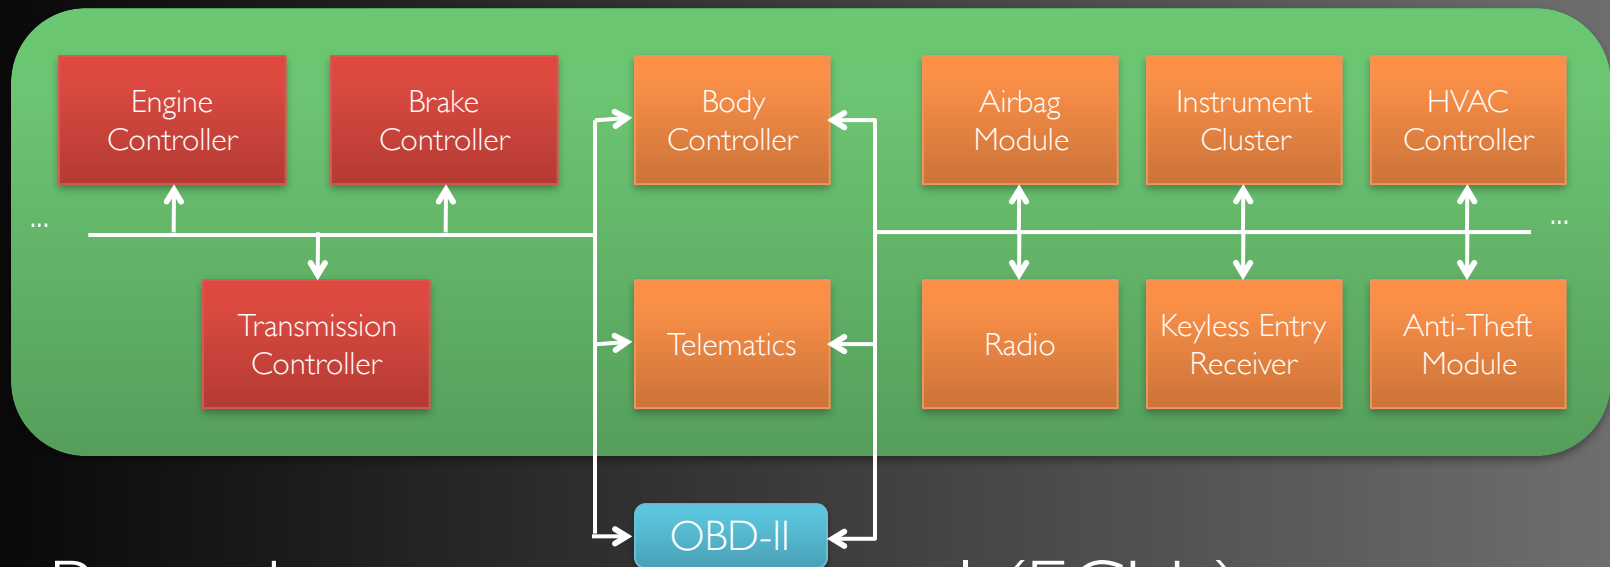 Engine
Controller
Brake
Controller
Body
Controller
Airbag
Module
Instrument
Cluster
HVAC
Controller
...
...
Transmission
Controller
Telematics
Radio
Keyless Entry
Receiver
Anti-Theft
Module
OBD-II